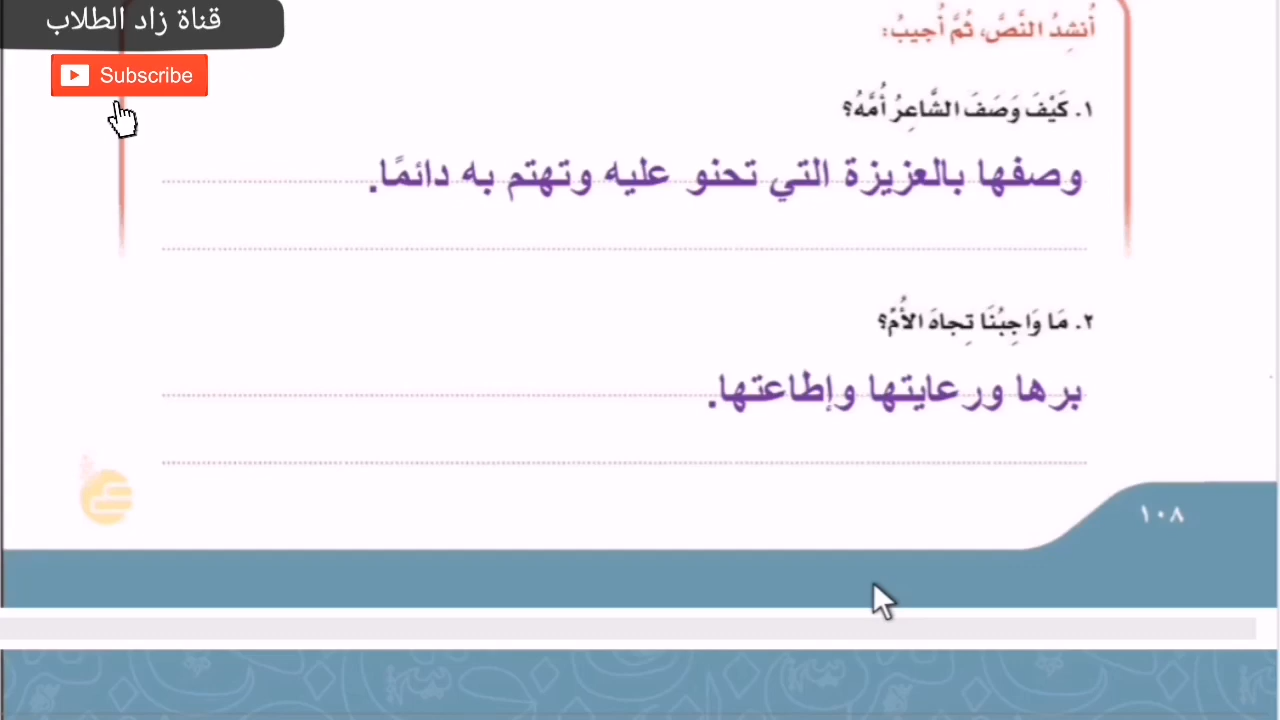 قناة زاد الطلاب
Subscribe
أُنشِدُ النَّصَّ، ثُمَّ أُجيبُ:
١. كَيْفَ وَصَفَ الشَّاعِرُ أُمَّهُ؟
وصفها بالعزيزة التي تحنو عليه وتهتم به دائمًا.
٢. مَا وَاجِبُنَا تِجاهَ الأُمِّ؟
برها ورعايتها وإطاعتها.
١٠٨